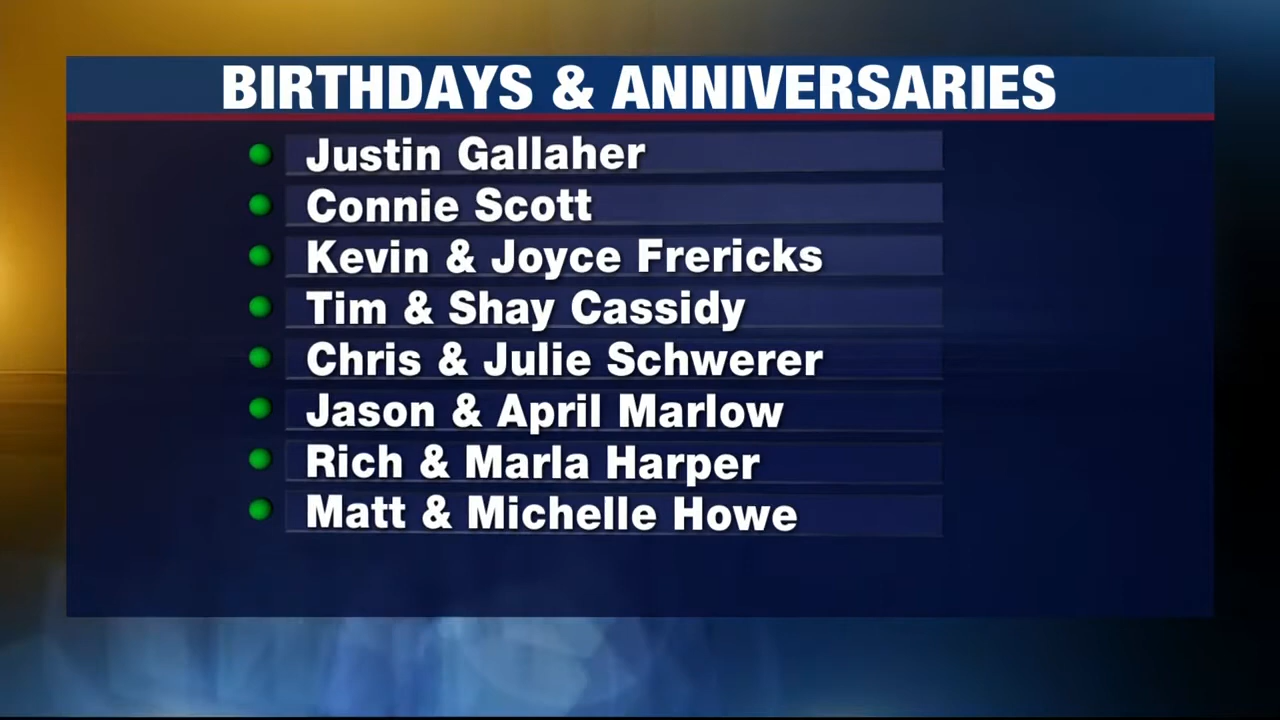 BIRTHDAYS & ANNIVERSARIES
Justin Gallaher
Connie Scott
Kevin & Joyce Frericks
Tim & Shay Cassidy
Chris & Julie Schwerer
Jason & April Marlow
Rich & Marla Harper
Matt & Michelle Howe